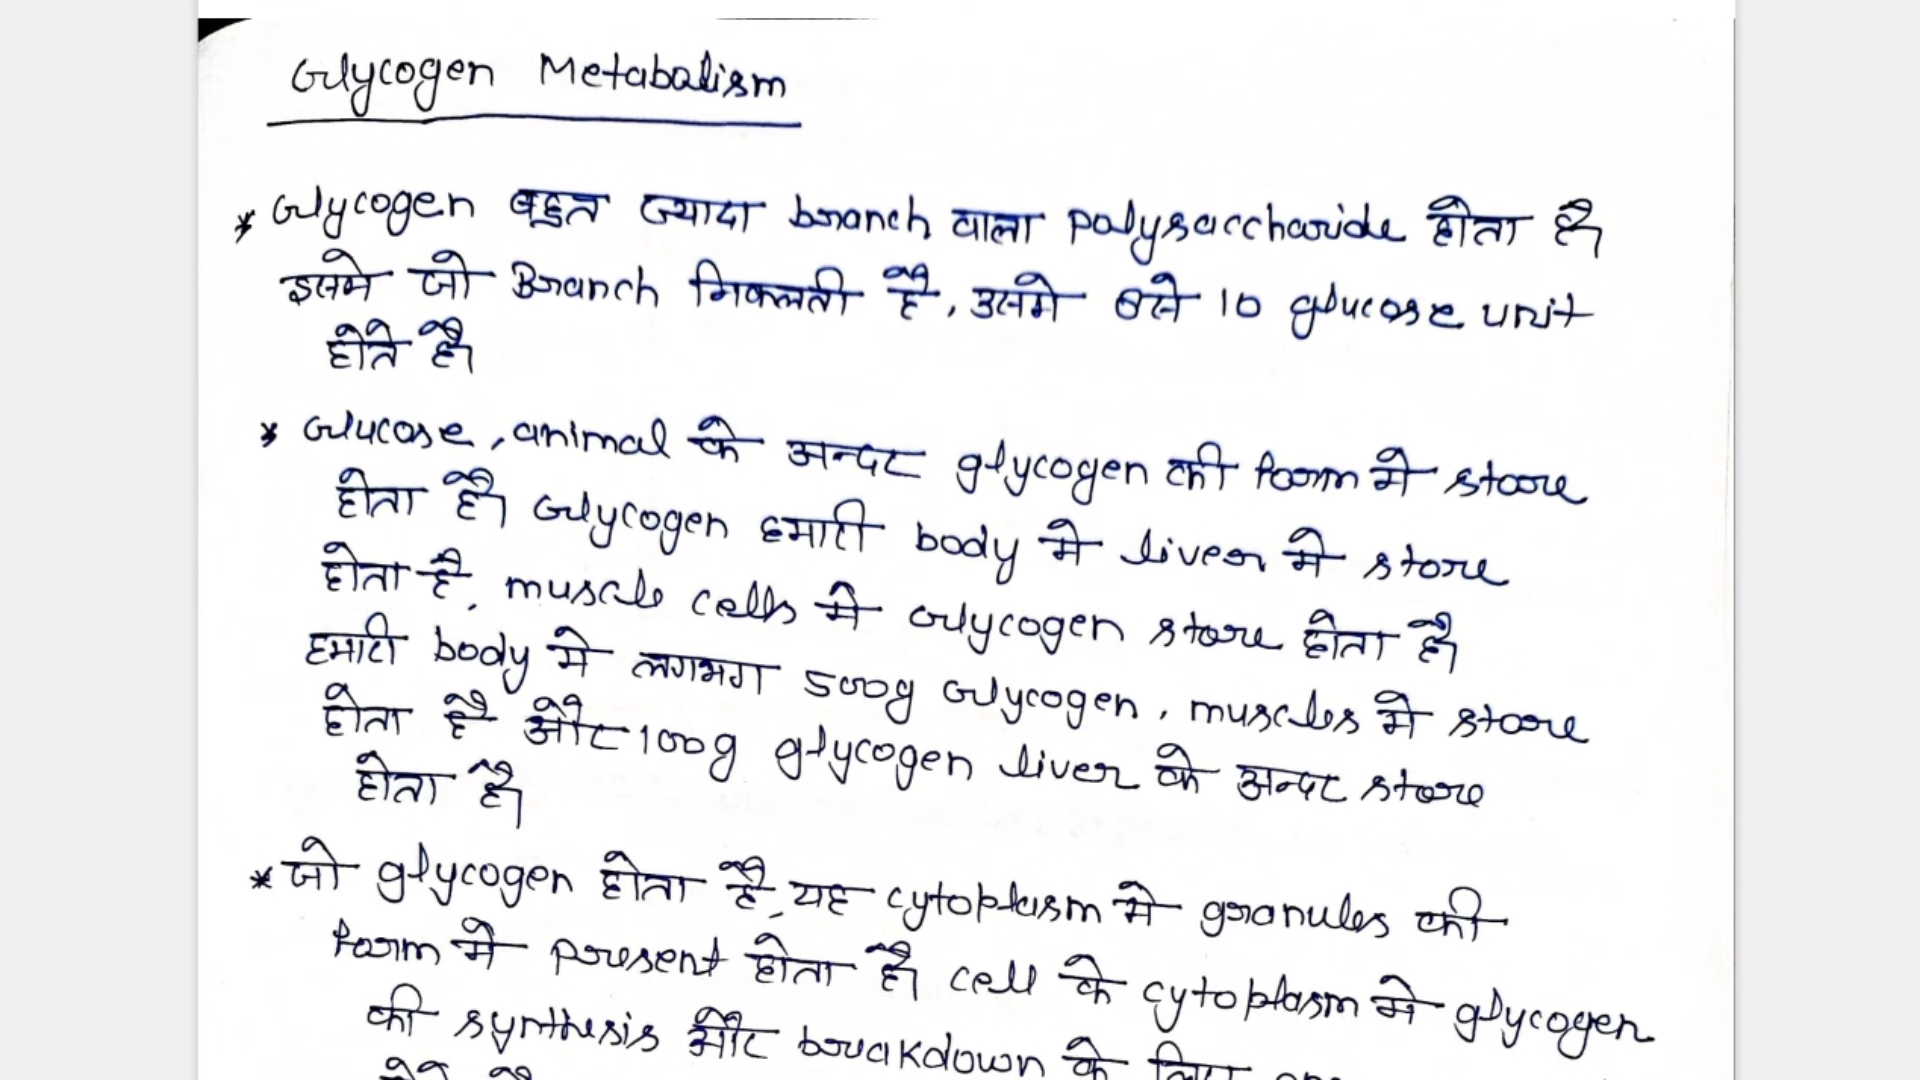 Glycogen Metabalism
* Glycogen बहुत ज्यादा branch वाला polysaccharide होता है।
इसमे जो Branch निकलती है, उसमे 8से 10 glucose unit
होते है।
* Glucose, animal के अन्दर glycogen की form मे store
होता है। Glycogen हमारी body मे liver मे store
होता है, muscle cells मे Glycogen store होता है।
हमारी body मे लगभग 500g Glycogen, muscles मे store
होता है और 100g glycogen liver के अन्दर store
होता है।
* जो glycogen होता है, यह cytoplasm मे granules की
form मे present होता है। cell के cytoplasm मे glycogen
की synthesis और breakdown के लिए